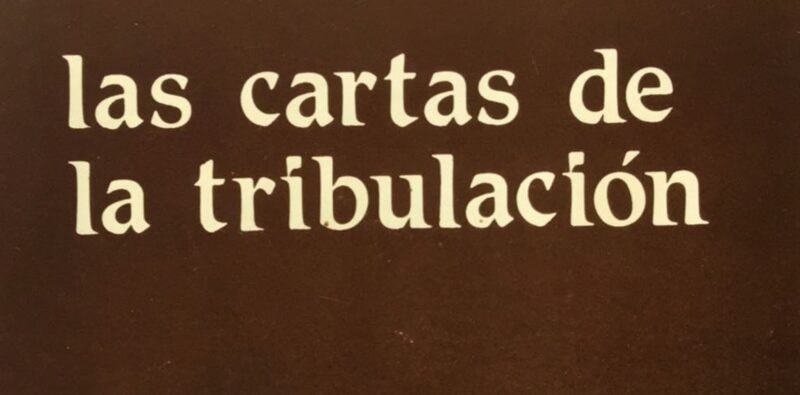 las cartas de
la tribulación